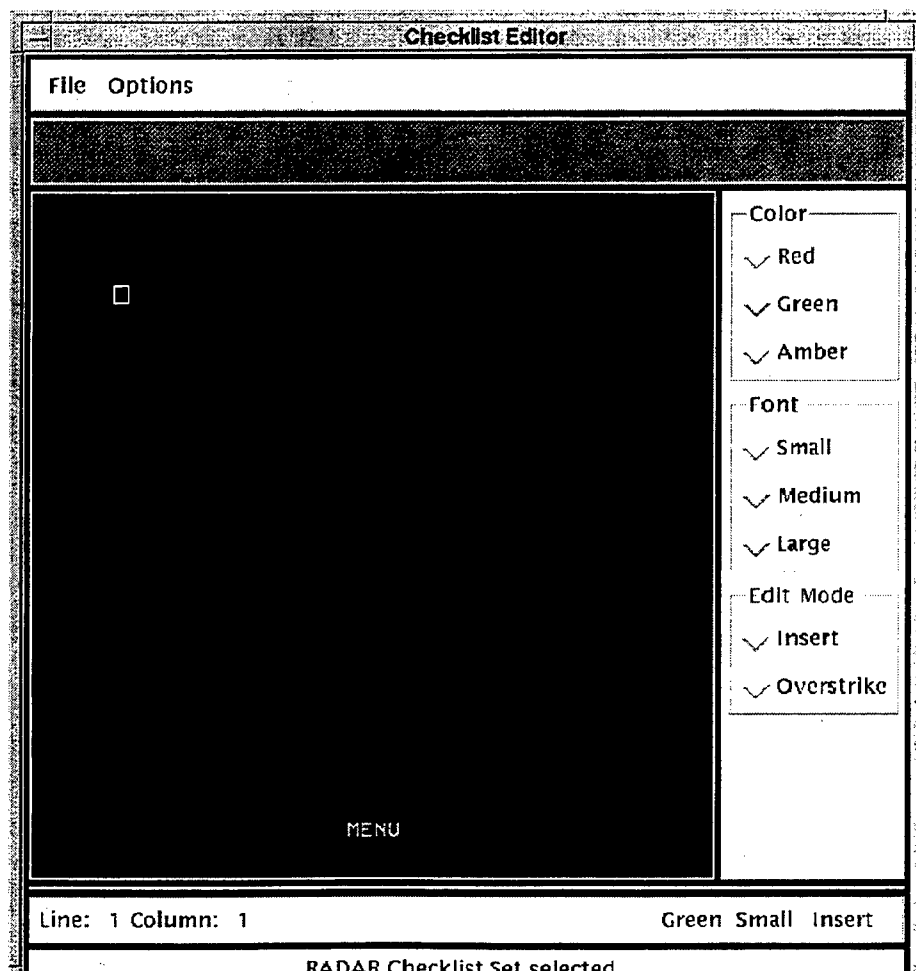 Checklist Editor
File Options
Color
Red
Green
Amber
Font
Small
Medium
Large
Edit Mode
Insert
Overstrike
MENU
Line: 1 Column: 1 Green Small Insert
RADAR Checklist Set selected